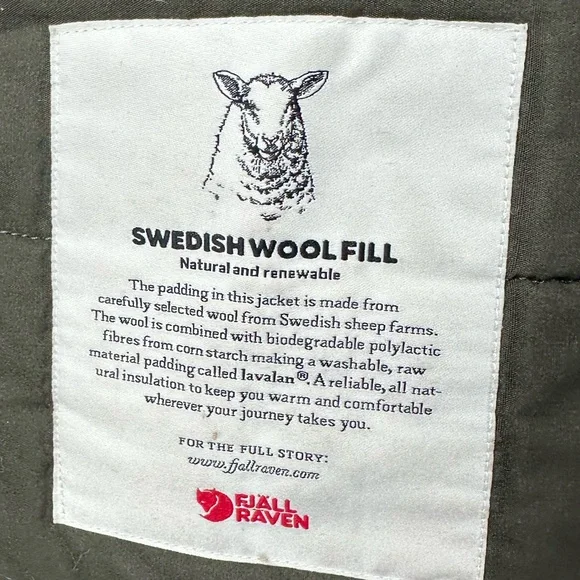 SWEDISH WOOL FILL
Natural and renewable
The padding in this jacket is made from
carefully selected wool from Swedish sheep farms.
The wool is combined with biodegradable polylactic
fibres from corn starch making a washable, raw
material padding called lavalan®. A reliable, all nat-
ural insulation to keep you warm and comfortable
wherever your journey takes you.
FOR THE FULL STORY:
www.fjallraven.com
FJÄLL
RÄVEN